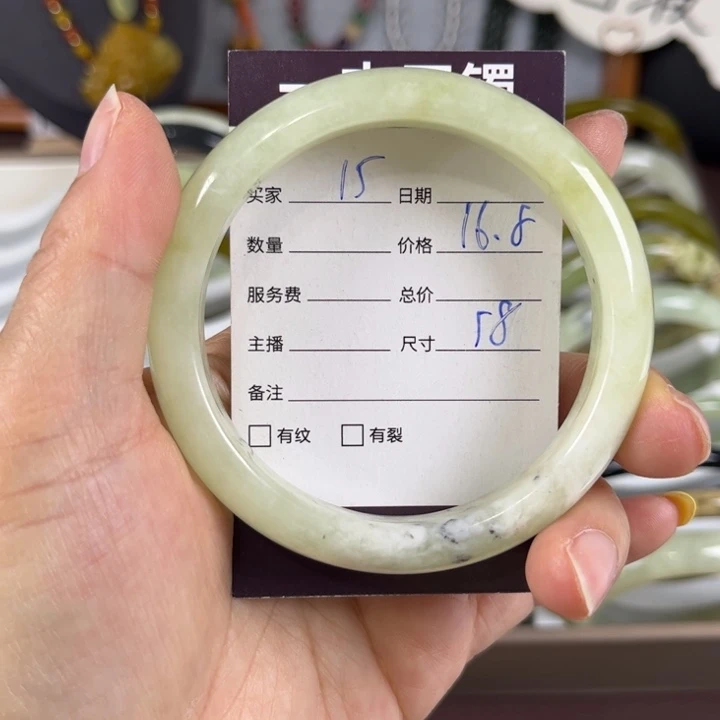 镯
买家 15 日期
数量 价格 16.8
服务费 总价
主播 尺寸 58
备注
□ 有纹 □ 有裂